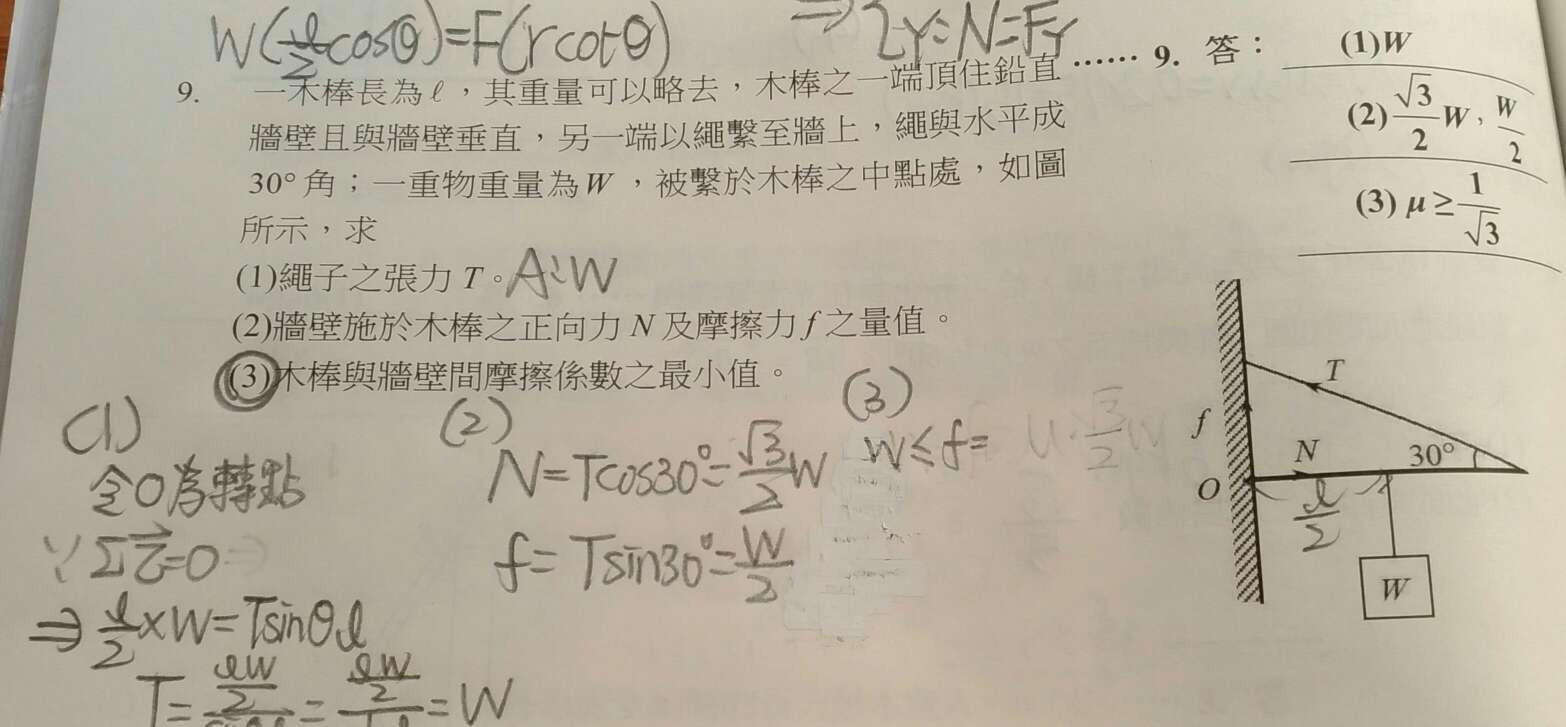 W(ℓ/2 cosθ)=F(rcotθ)
⇒ΣY:N=Fy
9. 一木棒長為ℓ，其重量可以略去，木棒之一端頂住鉛直 …… 9. 答：
牆壁且與牆壁垂直，另一端以繩繫至牆上，繩與水平成
30°角；一重物重量為W，被繫於木棒之中點處，如圖
所示，求
(1)繩子之張力 T。A:W
(2)牆壁施於木棒之正向力 N 及摩擦力 f 之量值。
(3)木棒與牆壁間摩擦係數之最小值。
(1)W
(2)√3/2 W、W/2
(3) μ ≥ 1/√3
(1)
令O為轉點
∵Στ=0
⇒ ℓ/2×W=Tsinθℓ
T= = =W
(2)
N=Tcos30°=√3/2 W
f=Tsin30°=W/2
(3)
W≤f= μ·√3/2 W
T
f
N
30°
O
ℓ/2
W